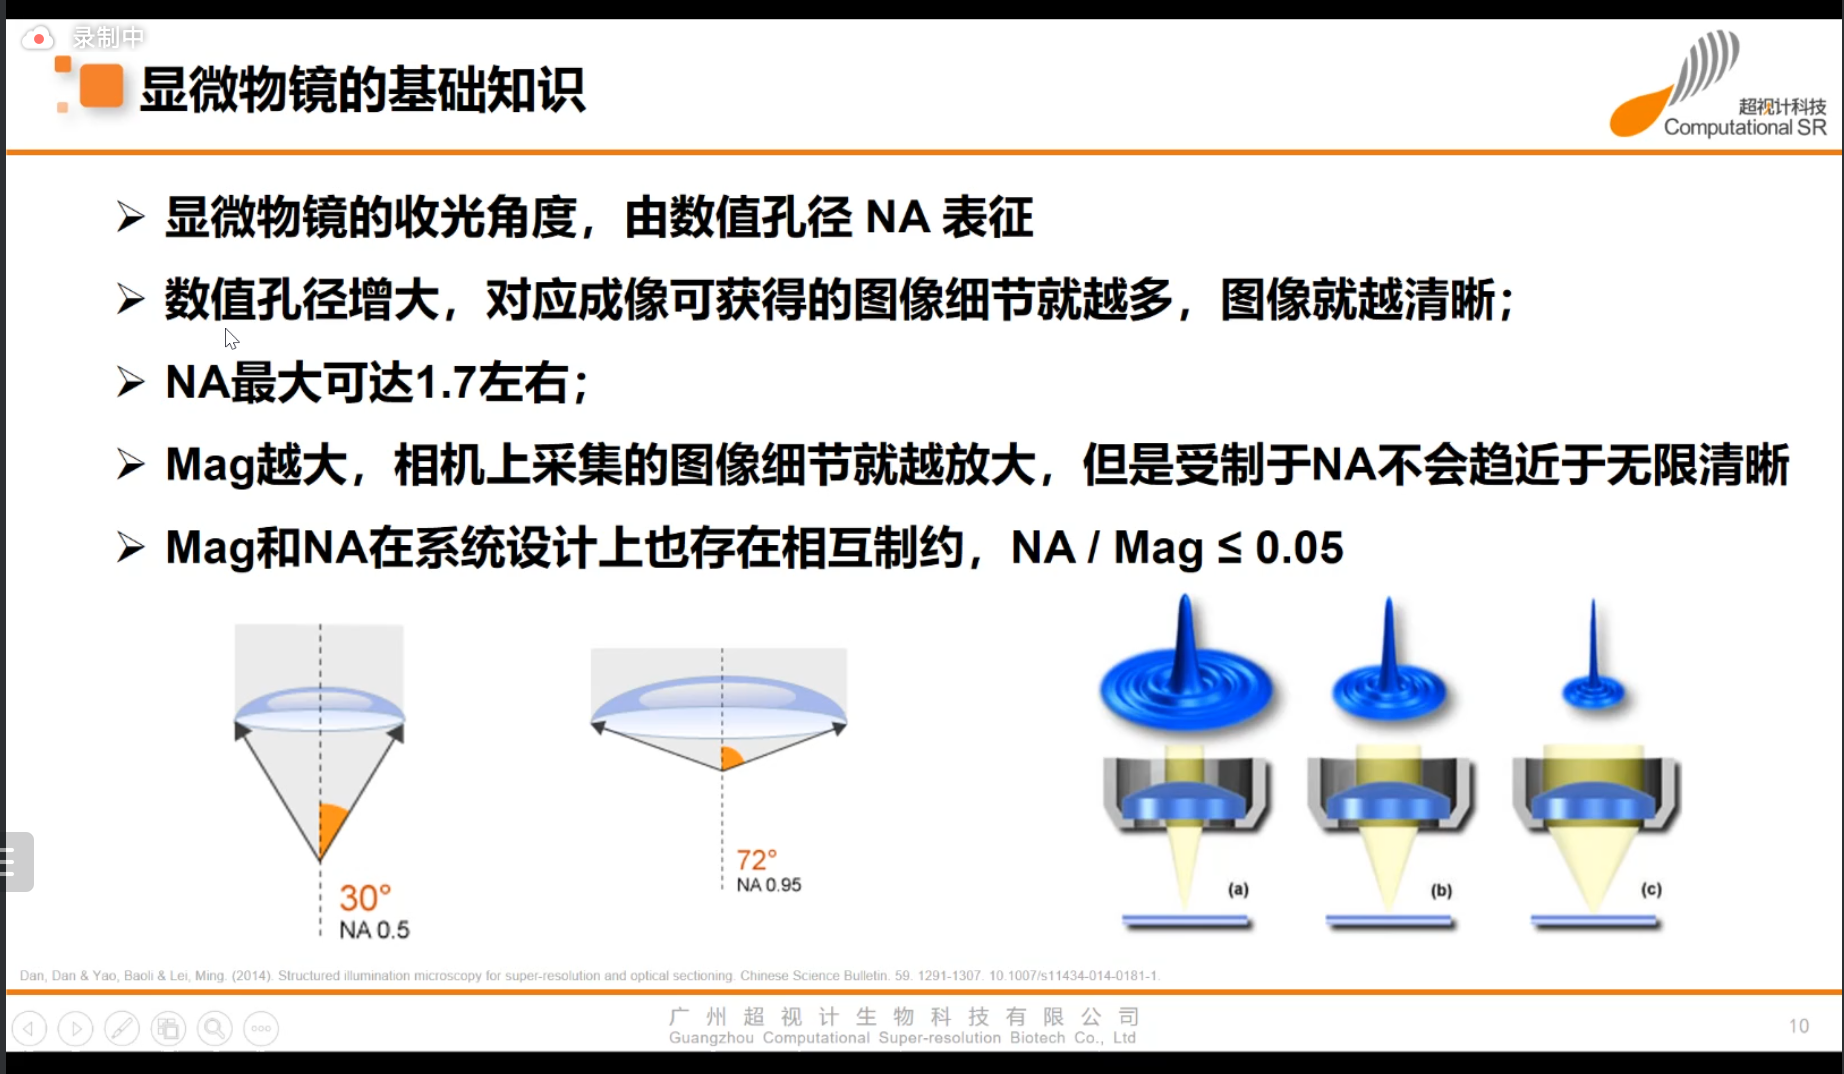 录制中
显微物镜的基础知识
超视计科技
Computational SR
➢ 显微物镜的收光角度，由数值孔径 NA 表征
➢ 数值孔径增大，对应成像可获得的图像细节就越多，图像就越清晰；
➢ NA最大可达1.7左右；
➢ Mag越大，相机上采集的图像细节就越放大，但是受制于NA不会趋近于无限清晰
➢ Mag和NA在系统设计上也存在相互制约，NA / Mag ≤ 0.05
30°
NA 0.5
72°
NA 0.95
(a)
(b)
(c)
Dan, Dan & Yao, Baoli & Lei, Ming. (2014). Structured illumination microscopy for super-resolution and optical sectioning. Chinese Science Bulletin. 59. 1291-1307. 10.1007/s11434-014-0181-1.
广州超视计生物科技有限公司
Guangzhou Computational Super-resolution Biotech Co., Ltd
10